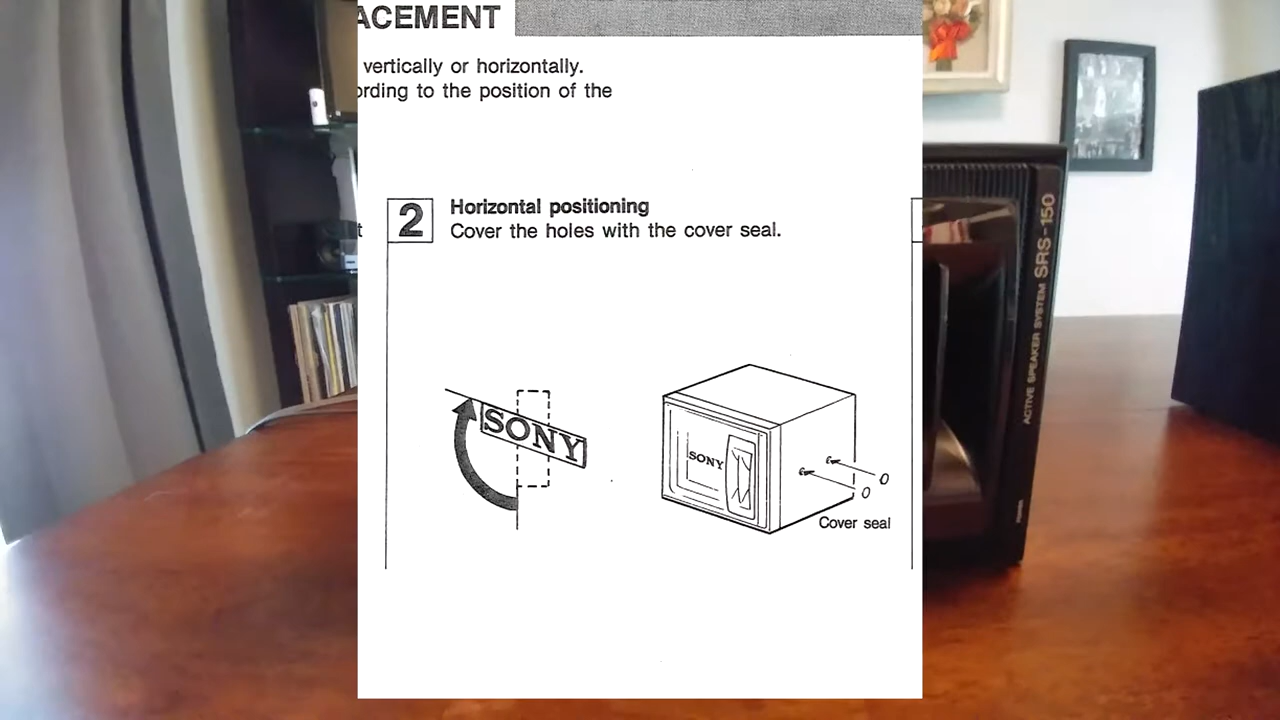 ACEMENT
vertically or horizontally.
ording to the position of the
t
2
Horizontal positioning
Cover the holes with the cover seal.
SONY
SONY
Cover seal
ACTIVE SPEAKER SYSTEM SRS-150